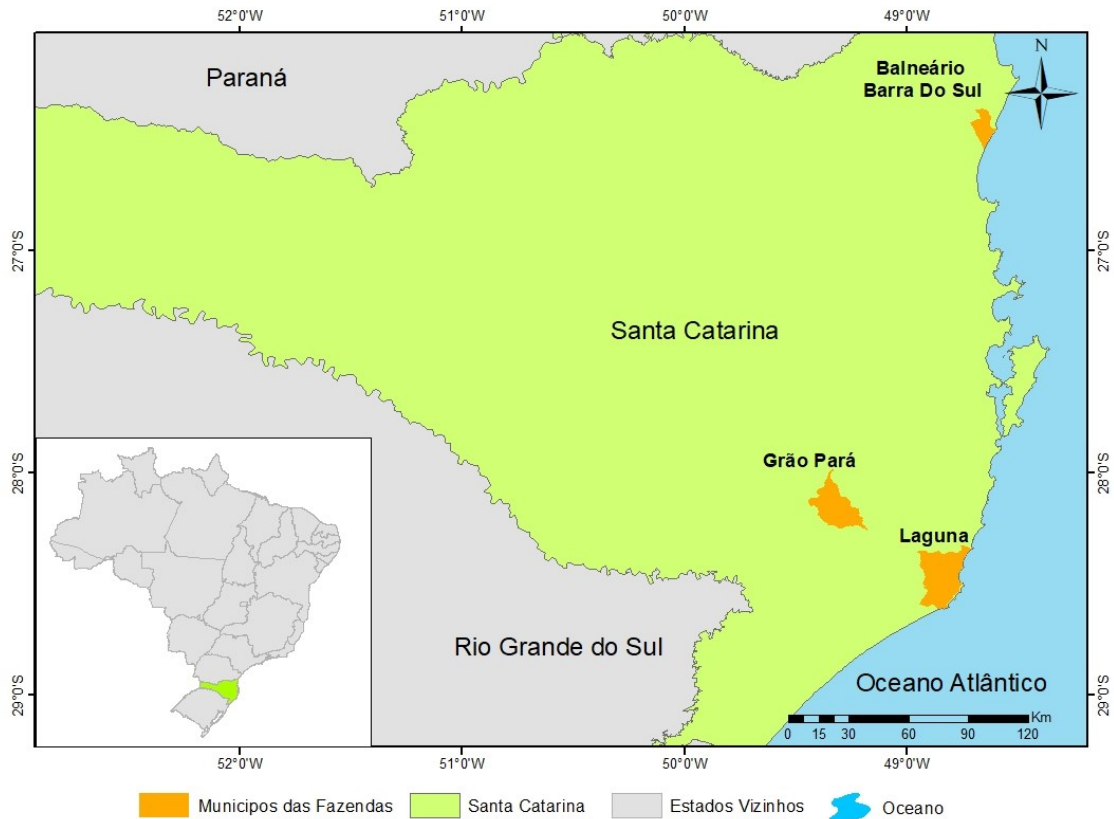 52°0'W 51°0'W 50°0'W 49°0'W
Paraná
Balneário
Barra Do Sul
N
27°0'S 27°0'S
Santa Catarina
28°0'S 28°0'S
Grão Pará
Laguna
Rio Grande do Sul
Oceano Atlântico
29°0'S 29°0'S
Km
0 15 30 60 90 120
52°0'W 51°0'W 50°0'W 49°0'W
Municipos das Fazendas Santa Catarina Estados Vizinhos Oceano